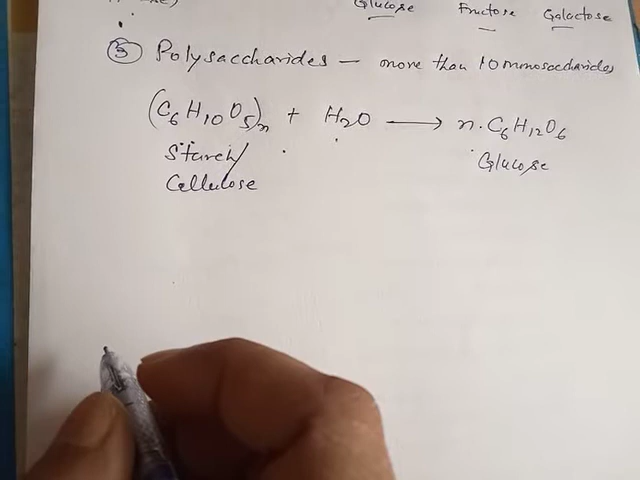 Glucose Fructose Galactose
⑤ Polysaccharides — more than 10 monosaccharides
(C₆H₁₀O₅)n + H₂O ⟶ n.C₆H₁₂O₆
Starch/ Glucose
Cellulose